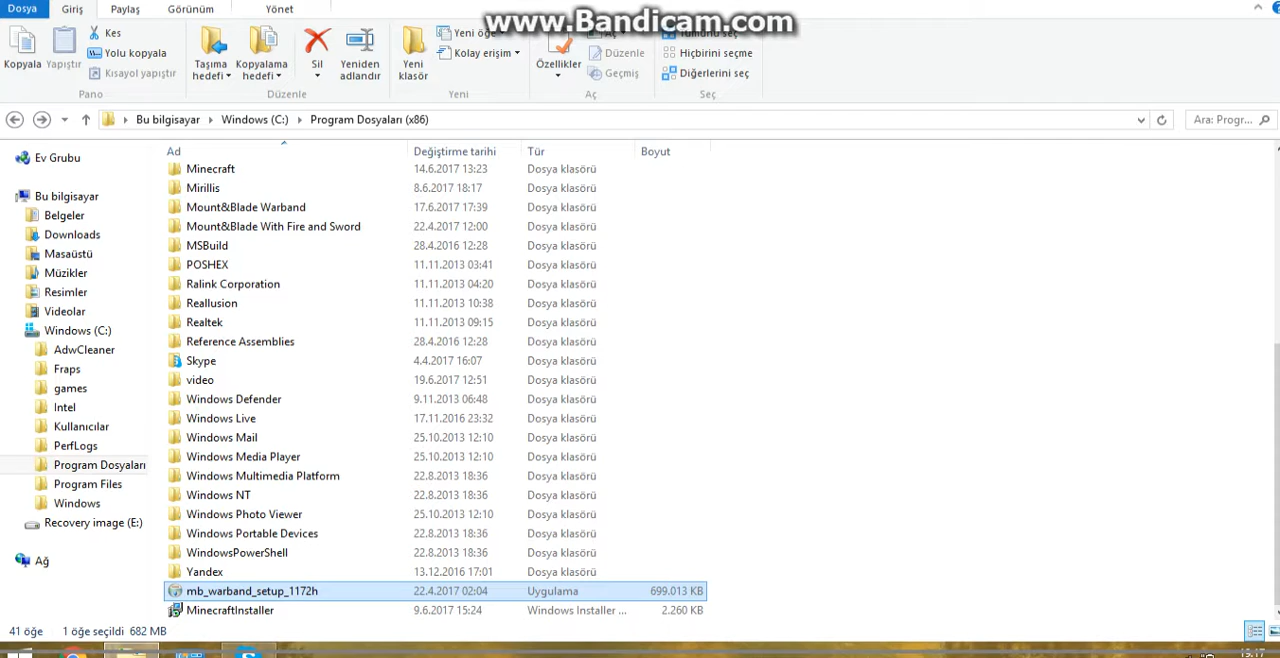 www.Bandicam.com
Dosya Giriş Paylaş Görünüm Yönet
Kopyala Yapıştır
Kes
Yolu kopyala
Kısayol yapıştır
Pano
Taşıma hedefi
Kopyalama hedefi
Sil
Yeniden adlandır
Düzenle
Yeni klasör
Yeni öğe
Kolay erişim
Yeni
Özellikler
Aç
Düzenle
Geçmiş
Aç
Tümünü seç
Hiçbirini seçme
Diğerlerini seç
Seç
Bu bilgisayar Windows (C:) Program Dosyaları (x86)
Ara: Progr...
Ev Grubu
Bu bilgisayar
Belgeler
Downloads
Masaüstü
Müzikler
Resimler
Videolar
Windows (C:)
AdwCleaner
Fraps
games
Intel
Kullanıcılar
PerfLogs
Program Dosyaları
Program Files
Windows
Recovery image (E:)
Ağ
Ad Değiştirme tarihi Tür Boyut
Minecraft 14.6.2017 13:23 Dosya klasörü
Mirillis 8.6.2017 18:17 Dosya klasörü
Mount&Blade Warband 17.6.2017 17:39 Dosya klasörü
Mount&Blade With Fire and Sword 22.4.2017 12:00 Dosya klasörü
MSBuild 28.4.2016 12:28 Dosya klasörü
POSHEX 11.11.2013 03:41 Dosya klasörü
Ralink Corporation 11.11.2013 04:20 Dosya klasörü
Reallusion 11.11.2013 10:38 Dosya klasörü
Realtek 11.11.2013 09:15 Dosya klasörü
Reference Assemblies 28.4.2016 12:28 Dosya klasörü
Skype 4.4.2017 16:07 Dosya klasörü
video 19.6.2017 12:51 Dosya klasörü
Windows Defender 9.11.2013 06:48 Dosya klasörü
Windows Live 17.11.2016 23:32 Dosya klasörü
Windows Mail 25.10.2013 12:10 Dosya klasörü
Windows Media Player 25.10.2013 12:10 Dosya klasörü
Windows Multimedia Platform 22.8.2013 18:36 Dosya klasörü
Windows NT 22.8.2013 18:36 Dosya klasörü
Windows Photo Viewer 25.10.2013 12:10 Dosya klasörü
Windows Portable Devices 22.8.2013 18:36 Dosya klasörü
WindowsPowerShell 22.8.2013 18:36 Dosya klasörü
Yandex 13.12.2016 17:01 Dosya klasörü
mb_warband_setup_1172h 22.4.2017 02:04 Uygulama 699.013 KB
MinecraftInstaller 9.6.2017 15:24 Windows Installer ... 2.260 KB
41 öğe 1 öğe seçildi 682 MB
19:17